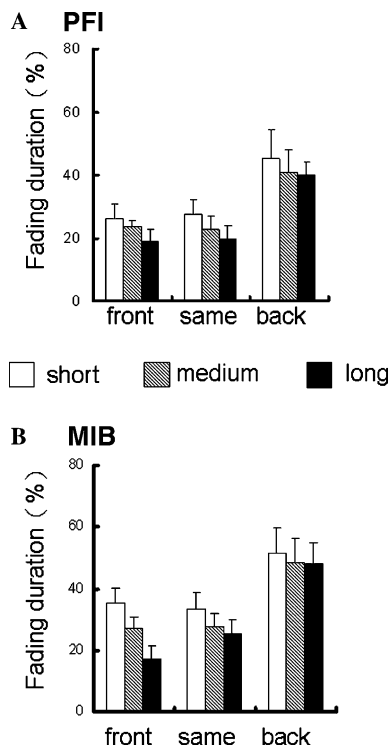 A PFI
Fading duration (%)
80
60
40
20
0
front same back
short medium long
B MIB
Fading duration (%)
80
60
40
20
0
front same back